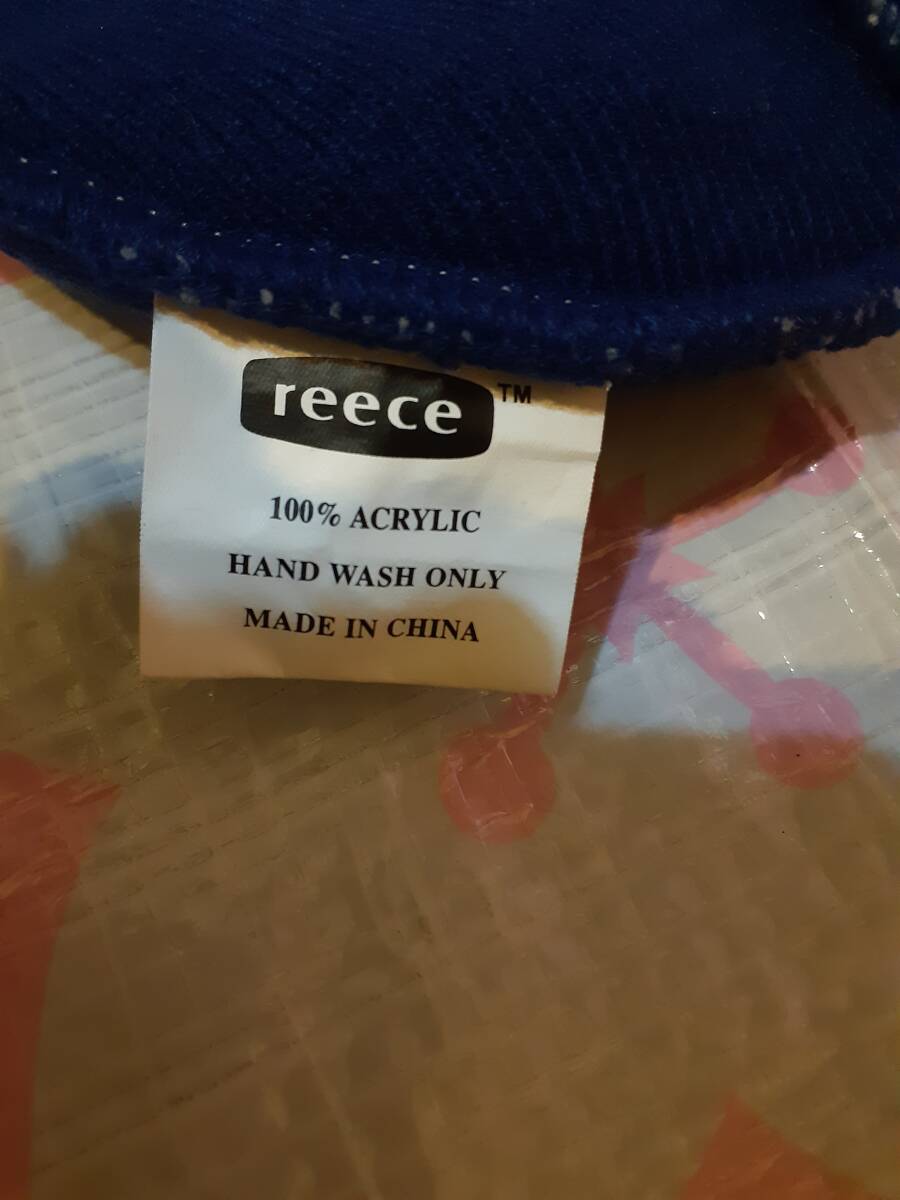 reece™
100% ACRYLIC
HAND WASH ONLY
MADE IN CHINA